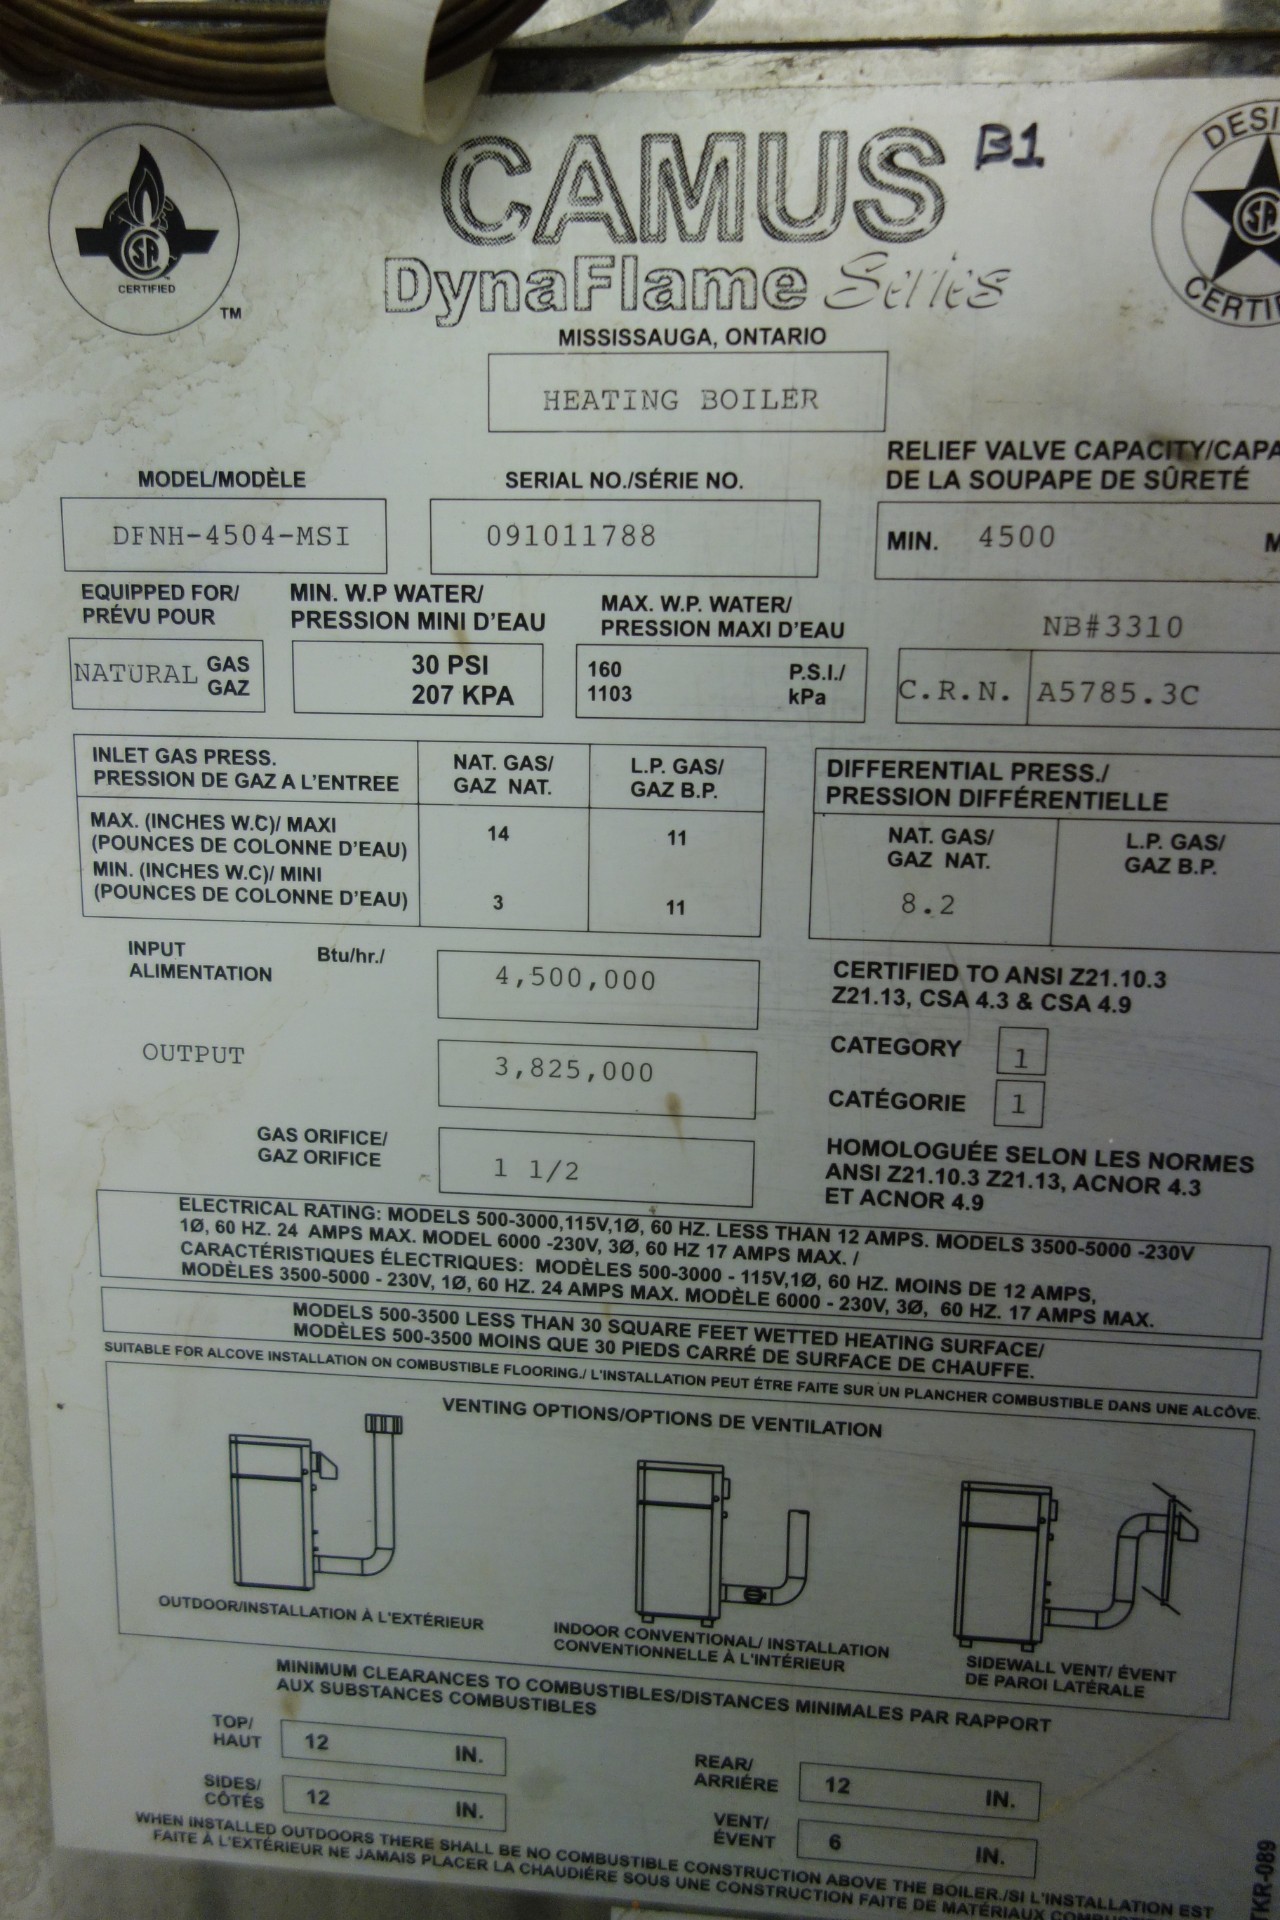 CAMUS B1
DynaFlame Series
MISSISSAUGA, ONTARIO
HEATING BOILER
CERTIFIED
TM
DESI
CERTIFI
MODEL/MODÈLE
DFNH-4504-MSI
SERIAL NO./SÉRIE NO.
091011788
RELIEF VALVE CAPACITY/CAPA
DE LA SOUPAPE DE SÛRETÉ
MIN. 4500 M
EQUIPPED FOR/
PRÉVU POUR
NATURAL GAS
GAZ
MIN. W.P WATER/
PRESSION MINI D'EAU
30 PSI
207 KPA
MAX. W.P. WATER/
PRESSION MAXI D'EAU
160 P.S.I./
1103 kPa
NB#3310
C.R.N. A5785.3C
INLET GAS PRESS.
PRESSION DE GAZ A L'ENTREE
NAT. GAS/
GAZ NAT.
L.P. GAS/
GAZ B.P.
MAX. (INCHES W.C)/ MAXI
(POUNCES DE COLONNE D'EAU)
14 11
MIN. (INCHES W.C)/ MINI
(POUNCES DE COLONNE D'EAU)
3 11
DIFFERENTIAL PRESS./
PRESSION DIFFÉRENTIELLE
NAT. GAS/
GAZ NAT.
L.P. GAS/
GAZ B.P.
8.2
INPUT Btu/hr./
ALIMENTATION
4,500,000
OUTPUT
3,825,000
GAS ORIFICE/
GAZ ORIFICE
1 1/2
CERTIFIED TO ANSI Z21.10.3
Z21.13, CSA 4.3 & CSA 4.9
CATEGORY 1
CATÉGORIE 1
HOMOLOGUÉE SELON LES NORMES
ANSI Z21.10.3 Z21.13, ACNOR 4.3
ET ACNOR 4.9
ELECTRICAL RATING: MODELS 500-3000,115V,1Ø, 60 HZ. LESS THAN 12 AMPS. MODELS 3500-5000 -230V
1Ø, 60 HZ. 24 AMPS MAX. MODEL 6000 -230V, 3Ø, 60 HZ 17 AMPS MAX. /
CARACTÉRISTIQUES ÉLECTRIQUES: MODÈLES 500-3000 - 115V,1Ø, 60 HZ. MOINS DE 12 AMPS,
MODÈLES 3500-5000 - 230V, 1Ø, 60 HZ. 24 AMPS MAX. MODÈLE 6000 - 230V, 3Ø, 60 HZ. 17 AMPS MAX.
MODELS 500-3500 LESS THAN 30 SQUARE FEET WETTED HEATING SURFACE/
MODÈLES 500-3500 MOINS QUE 30 PIEDS CARRÉ DE SURFACE DE CHAUFFE.
SUITABLE FOR ALCOVE INSTALLATION ON COMBUSTIBLE FLOORING./ L'INSTALLATION PEUT ÉTRE FAITE SUR UN PLANCHER COMBUSTIBLE DANS UNE ALCÔVE.
VENTING OPTIONS/OPTIONS DE VENTILATION
OUTDOOR/INSTALLATION À L'EXTÉRIEUR
INDOOR CONVENTIONAL/ INSTALLATION
CONVENTIONNELLE À L'INTÉRIEUR
SIDEWALL VENT/ ÉVENT
DE PAROI LATÉRALE
MINIMUM CLEARANCES TO COMBUSTIBLES/DISTANCES MINIMALES PAR RAPPORT
AUX SUBSTANCES COMBUSTIBLES
TOP/
HAUT
12 IN.
SIDES/
CÔTÉS
12 IN.
REAR/
ARRIÉRE
12 IN.
VENT/
ÉVENT
6 IN.
WHEN INSTALLED OUTDOORS THERE SHALL BE NO COMBUSTIBLE CONSTRUCTION ABOVE THE BOILER./SI L'INSTALLATION EST
FAITE À L'EXTÉRIEUR NE JAMAIS PLACER LA CHAUDIÉRE SOUS UNE CONSTRUCTION FAITE DE MATÉRIAUX
TKR-089